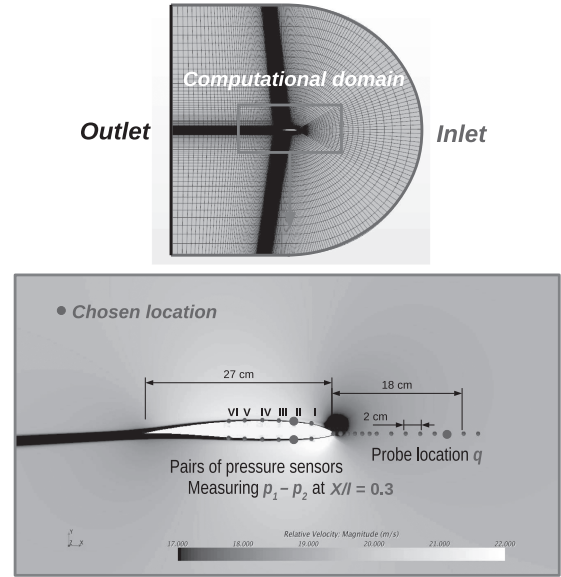 Computational domain
Outlet
Inlet
Chosen location
27 cm
18 cm
VI V IV III II I
2 cm
Pairs of pressure sensors
Measuring p₁ – p₂ at X/l = 0.3
Probe location q
Relative Velocity: Magnitude (m/s)
17.000 18.000 19.000 20.000 21.000 22.000